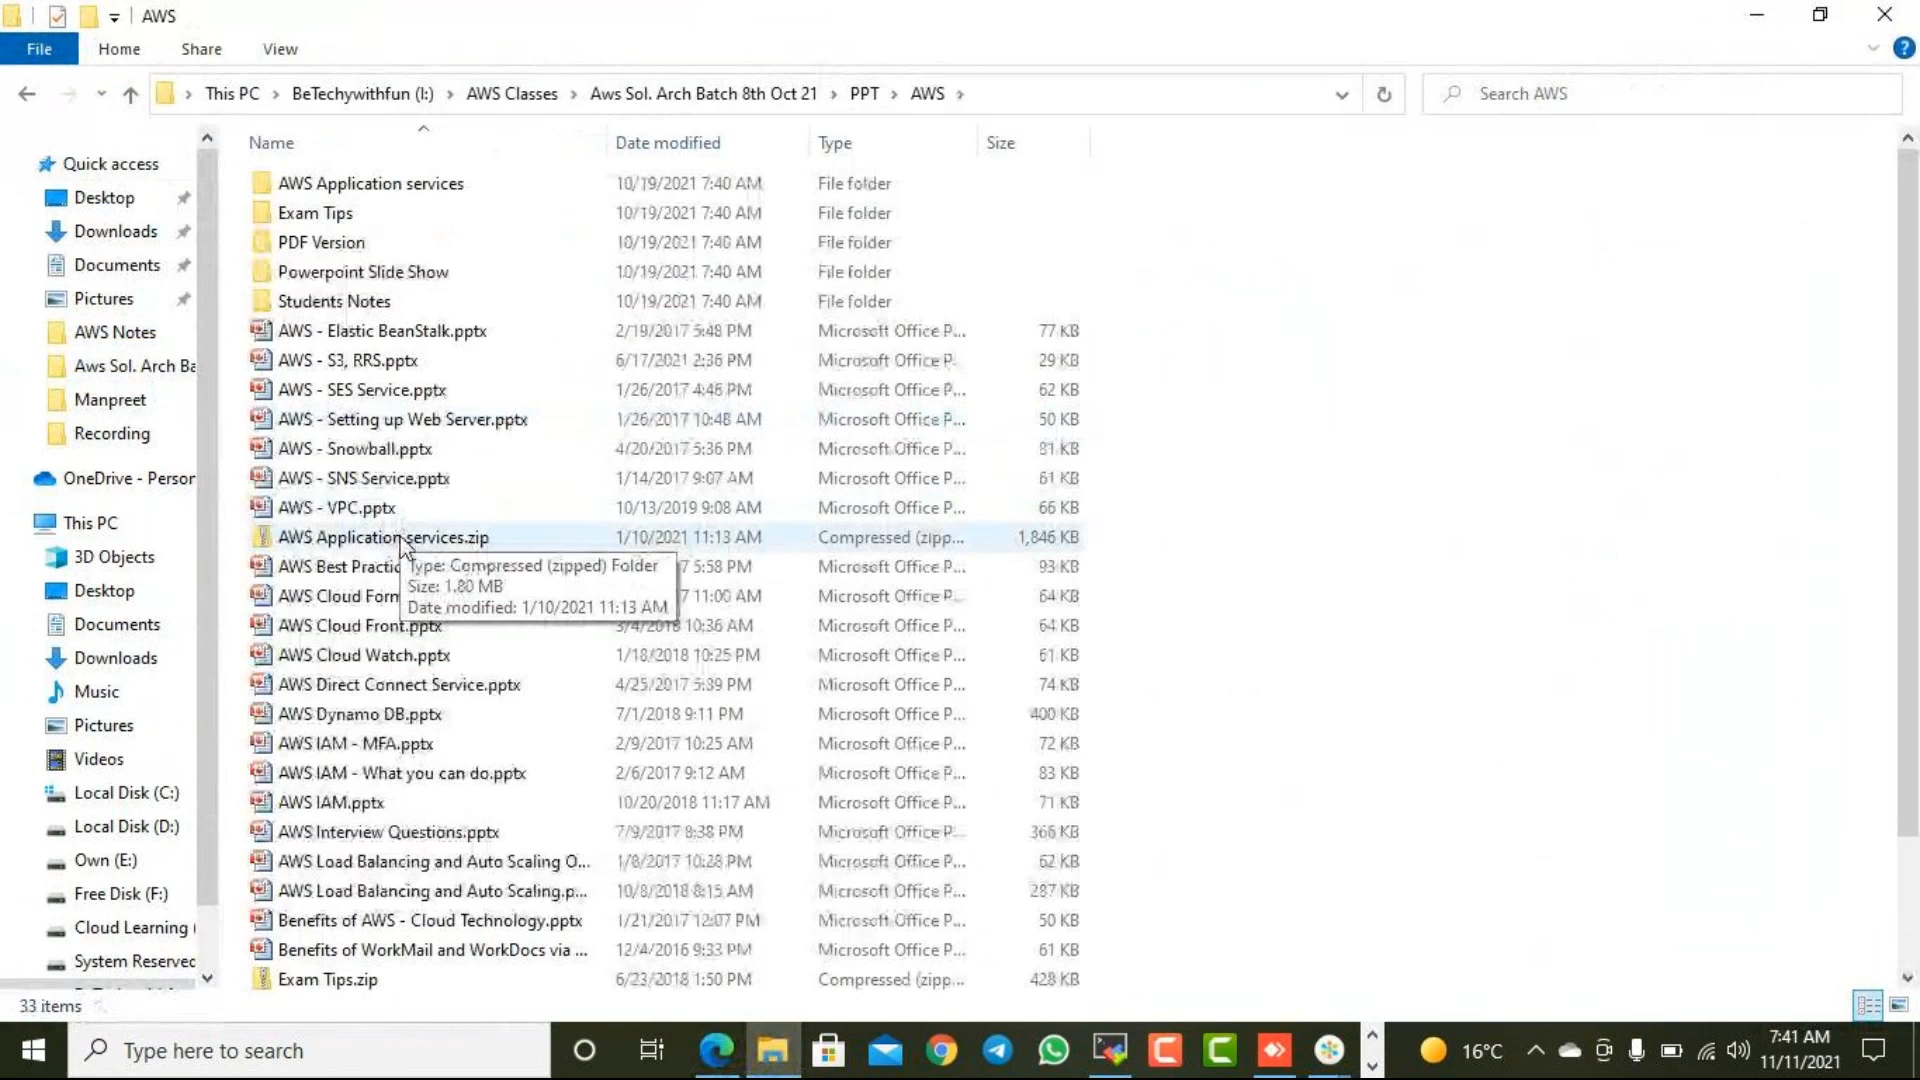 AWS
File Home Share View
This PC > BeTechywithfun (I:) > AWS Classes > Aws Sol. Arch Batch 8th Oct 21 > PPT > AWS >
Search AWS
Name Date modified Type Size
Quick access
Desktop
Downloads
Documents
Pictures
AWS Notes
Aws Sol. Arch Ba
Manpreet
Recording
OneDrive - Person
This PC
3D Objects
Desktop
Documents
Downloads
Music
Pictures
Videos
Local Disk (C:)
Local Disk (D:)
Own (E:)
Free Disk (F:)
Cloud Learning (
System Reserved
AWS Application services 10/19/2021 7:40 AM File folder
Exam Tips 10/19/2021 7:40 AM File folder
PDF Version 10/19/2021 7:40 AM File folder
Powerpoint Slide Show 10/19/2021 7:40 AM File folder
Students Notes 10/19/2021 7:40 AM File folder
AWS - Elastic BeanStalk.pptx 2/19/2017 5:48 PM Microsoft Office P... 77 KB
AWS - S3, RRS.pptx 6/17/2021 2:36 PM Microsoft Office P... 29 KB
AWS - SES Service.pptx 1/26/2017 4:46 PM Microsoft Office P... 62 KB
AWS - Setting up Web Server.pptx 1/26/2017 10:48 AM Microsoft Office P... 50 KB
AWS - Snowball.pptx 4/20/2017 5:36 PM Microsoft Office P... 81 KB
AWS - SNS Service.pptx 1/14/2017 9:07 AM Microsoft Office P... 61 KB
AWS - VPC.pptx 10/13/2019 9:08 AM Microsoft Office P... 66 KB
AWS Application services.zip 1/10/2021 11:13 AM Compressed (zipp... 1,846 KB
AWS Best Practic 7 5:58 PM Microsoft Office P... 93 KB
AWS Cloud Form 7 11:00 AM Microsoft Office P... 64 KB
Type: Compressed (zipped) Folder
Size: 1.80 MB
Date modified: 1/10/2021 11:13 AM
AWS Cloud Front.pptx 3/4/2018 10:36 AM Microsoft Office P... 64 KB
AWS Cloud Watch.pptx 1/18/2018 10:25 PM Microsoft Office P... 61 KB
AWS Direct Connect Service.pptx 4/25/2017 5:39 PM Microsoft Office P... 74 KB
AWS Dynamo DB.pptx 7/1/2018 9:11 PM Microsoft Office P... 400 KB
AWS IAM - MFA.pptx 2/9/2017 10:25 AM Microsoft Office P... 72 KB
AWS IAM - What you can do.pptx 2/6/2017 9:12 AM Microsoft Office P... 83 KB
AWS IAM.pptx 10/20/2018 11:17 AM Microsoft Office P... 71 KB
AWS Interview Questions.pptx 7/9/2017 8:38 PM Microsoft Office P... 366 KB
AWS Load Balancing and Auto Scaling O... 1/8/2017 10:28 PM Microsoft Office P... 62 KB
AWS Load Balancing and Auto Scaling.p... 10/8/2018 8:15 AM Microsoft Office P... 287 KB
Benefits of AWS - Cloud Technology.pptx 1/21/2017 12:07 PM Microsoft Office P... 50 KB
Benefits of WorkMail and WorkDocs via ... 12/4/2016 9:33 PM Microsoft Office P... 61 KB
Exam Tips.zip 6/23/2018 1:50 PM Compressed (zipp... 428 KB
33 items
Type here to search
16°C
7:41 AM
11/11/2021